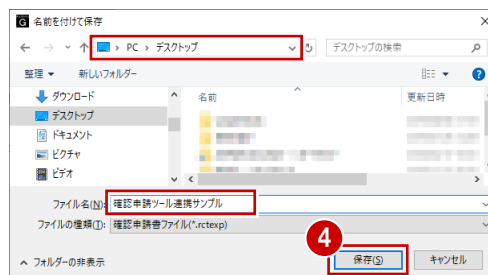 名前を付けて保存
PC › デスクトップ
デスクトップの検索
整理 新しいフォルダー
ダウンロード
デスクトップ
ドキュメント
ピクチャ
ビデオ
名前 更新日時
ファイル名(N): 確認申請ツール連携サンプル
ファイルの種類(T): 確認申請書ファイル(*.rctexp)
4
フォルダーの非表示
保存(S) キャンセル